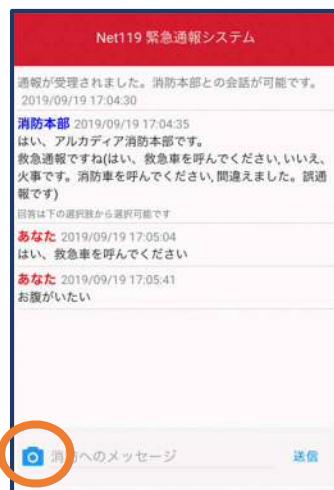 Net119 緊急通報システム
通報が受理されました。消防本部との会話が可能です。
2019/09/19 17:04:30
消防本部 2019/09/19 17:04:35
はい、アルカディア消防本部です。
救急通報ですね(はい、救急車を呼んでください,いいえ、
火事です。消防車を呼んでください,間違えました。誤通
報です)
回答は下の選択肢から選択可能です
あなた 2019/09/19 17:05:04
はい、救急車を呼んでください
あなた 2019/09/19 17:05:41
お腹がいたい
消防へのメッセージ
送信